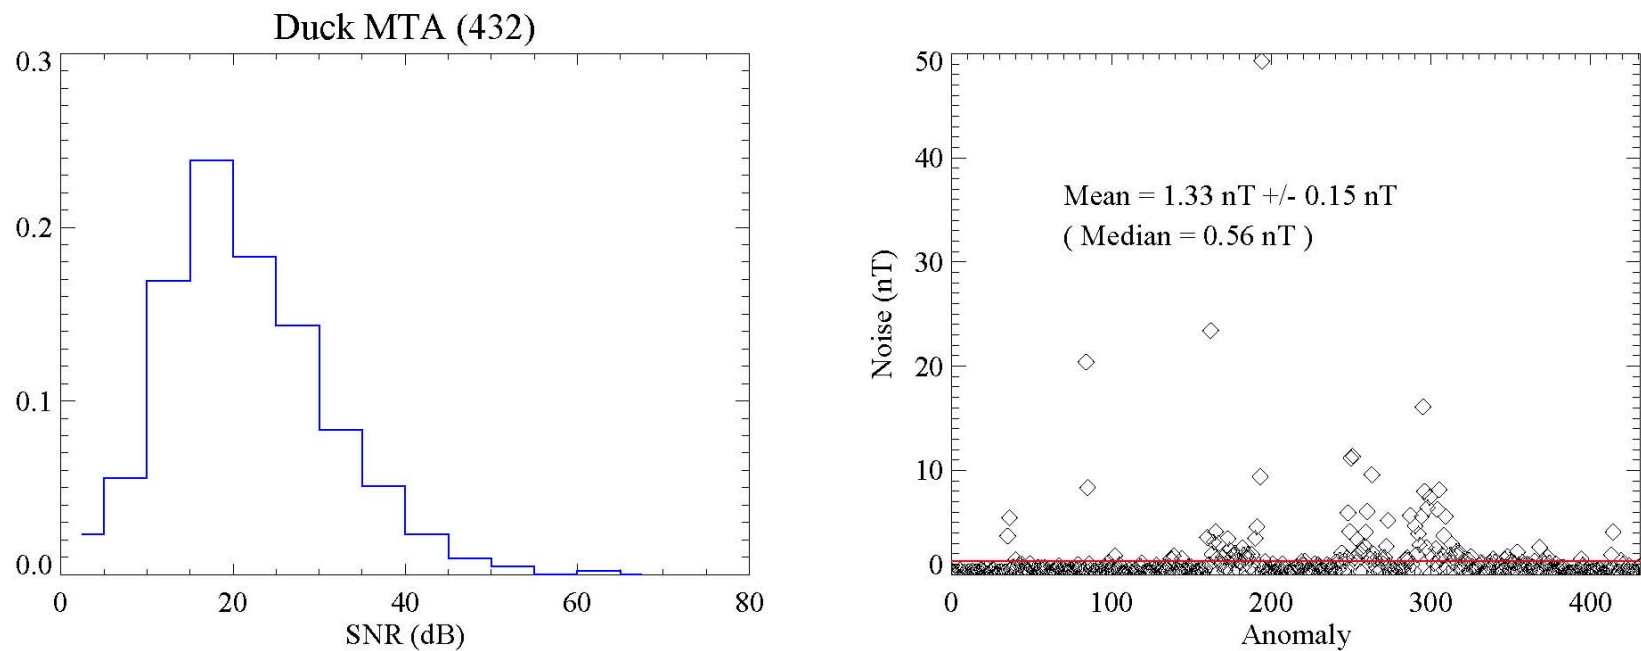 Duck MTA (432)
0.3
0.2
0.1
0.0
0 20 40 60 80
SNR (dB)
50
40
30
20
10
0
Noise (nT)
Mean = 1.33 nT +/- 0.15 nT
( Median = 0.56 nT )
0 100 200 300 400
Anomaly